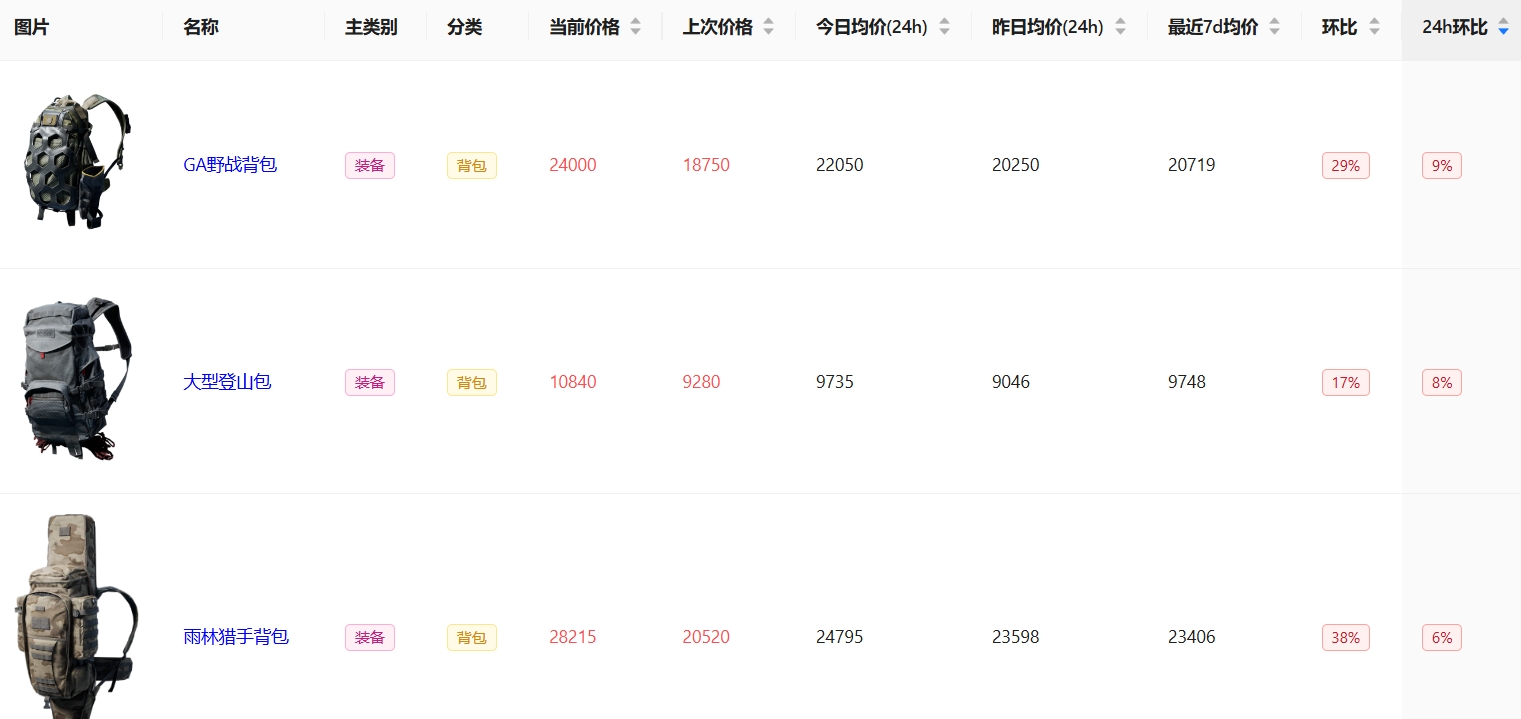 图片 名称 主类别 分类 当前价格 上次价格 今日均价(24h) 昨日均价(24h) 最近7d均价 环比 24h环比
GA野战背包 装备 背包 24000 18750 22050 20250 20719 29% 9%
大型登山包 装备 背包 10840 9280 9735 9046 9748 17% 8%
雨林猎手背包 装备 背包 28215 20520 24795 23598 23406 38% 6%